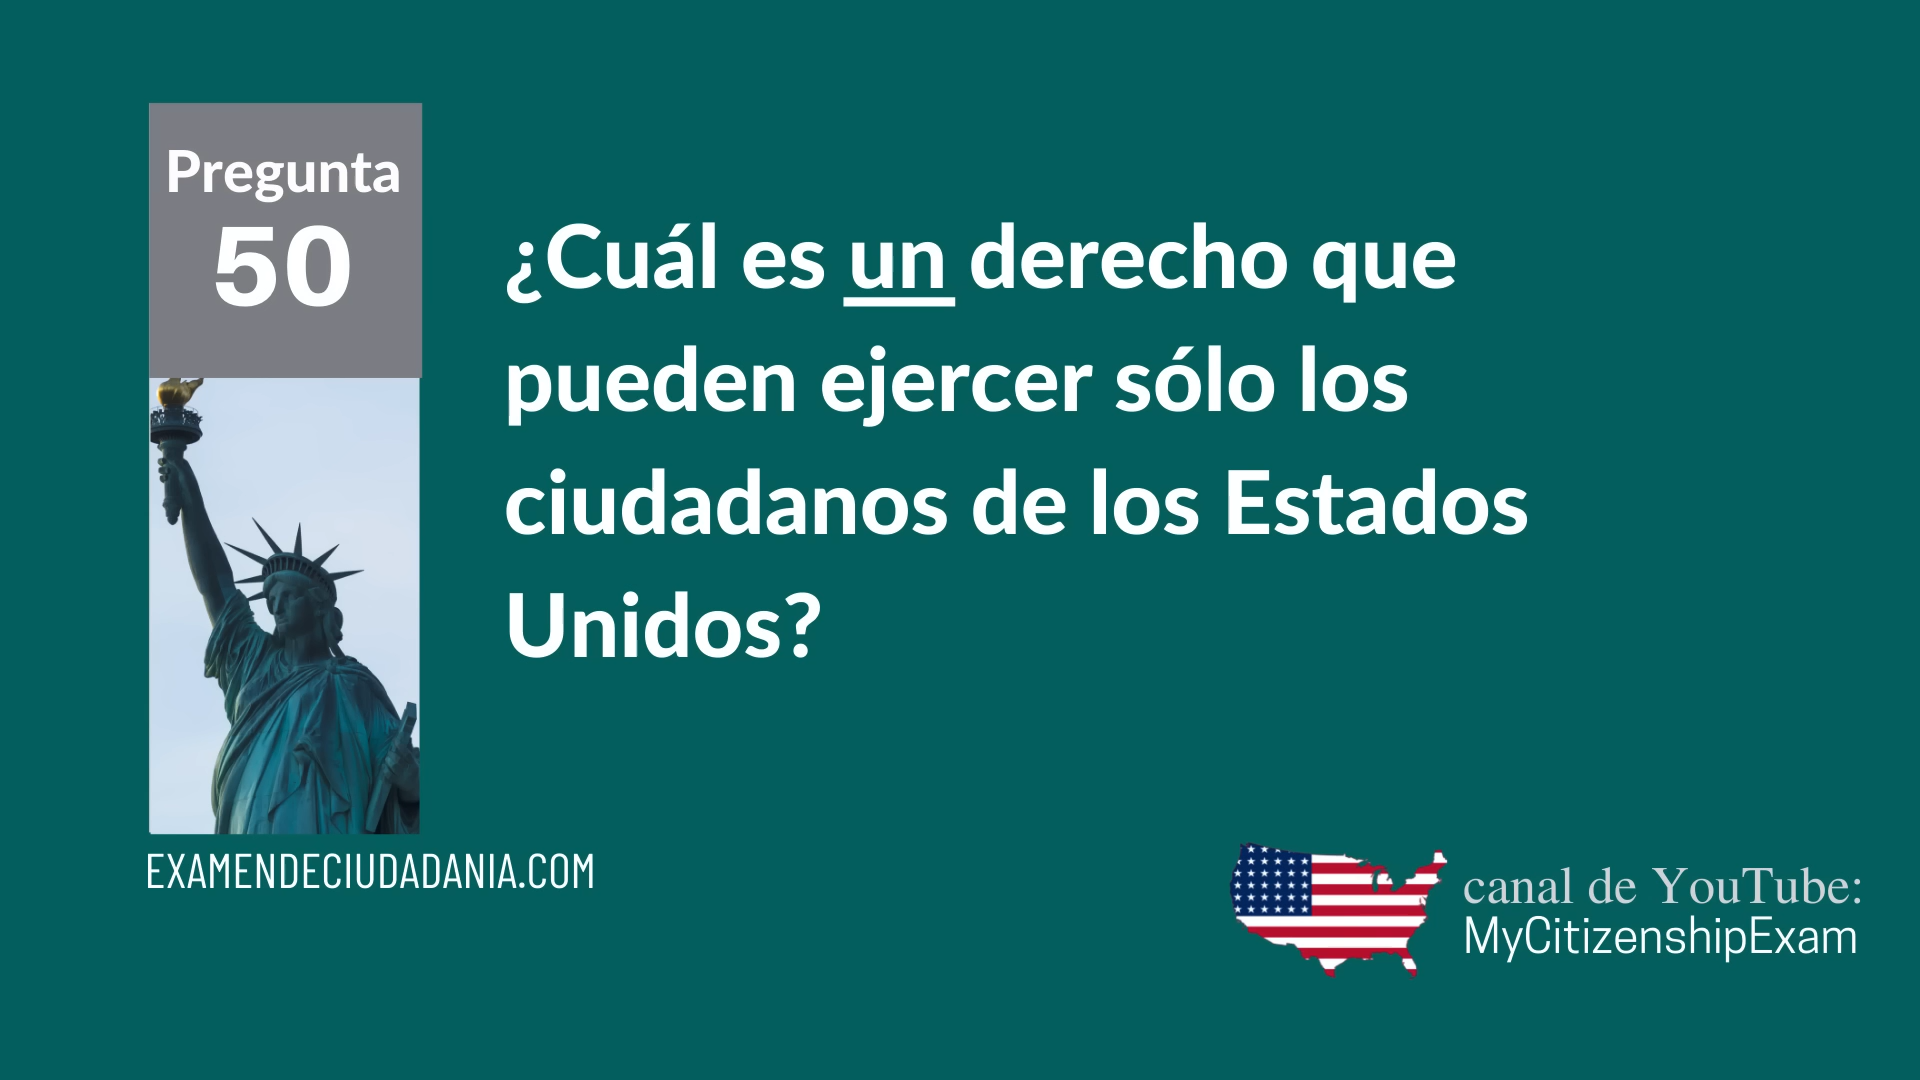 Pregunta
50
¿Cuál es un derecho que
pueden ejercer sólo los
ciudadanos de los Estados
Unidos?
EXAMENDECIUDADANIA.COM
canal de YouTube:
MyCitizenshipExam